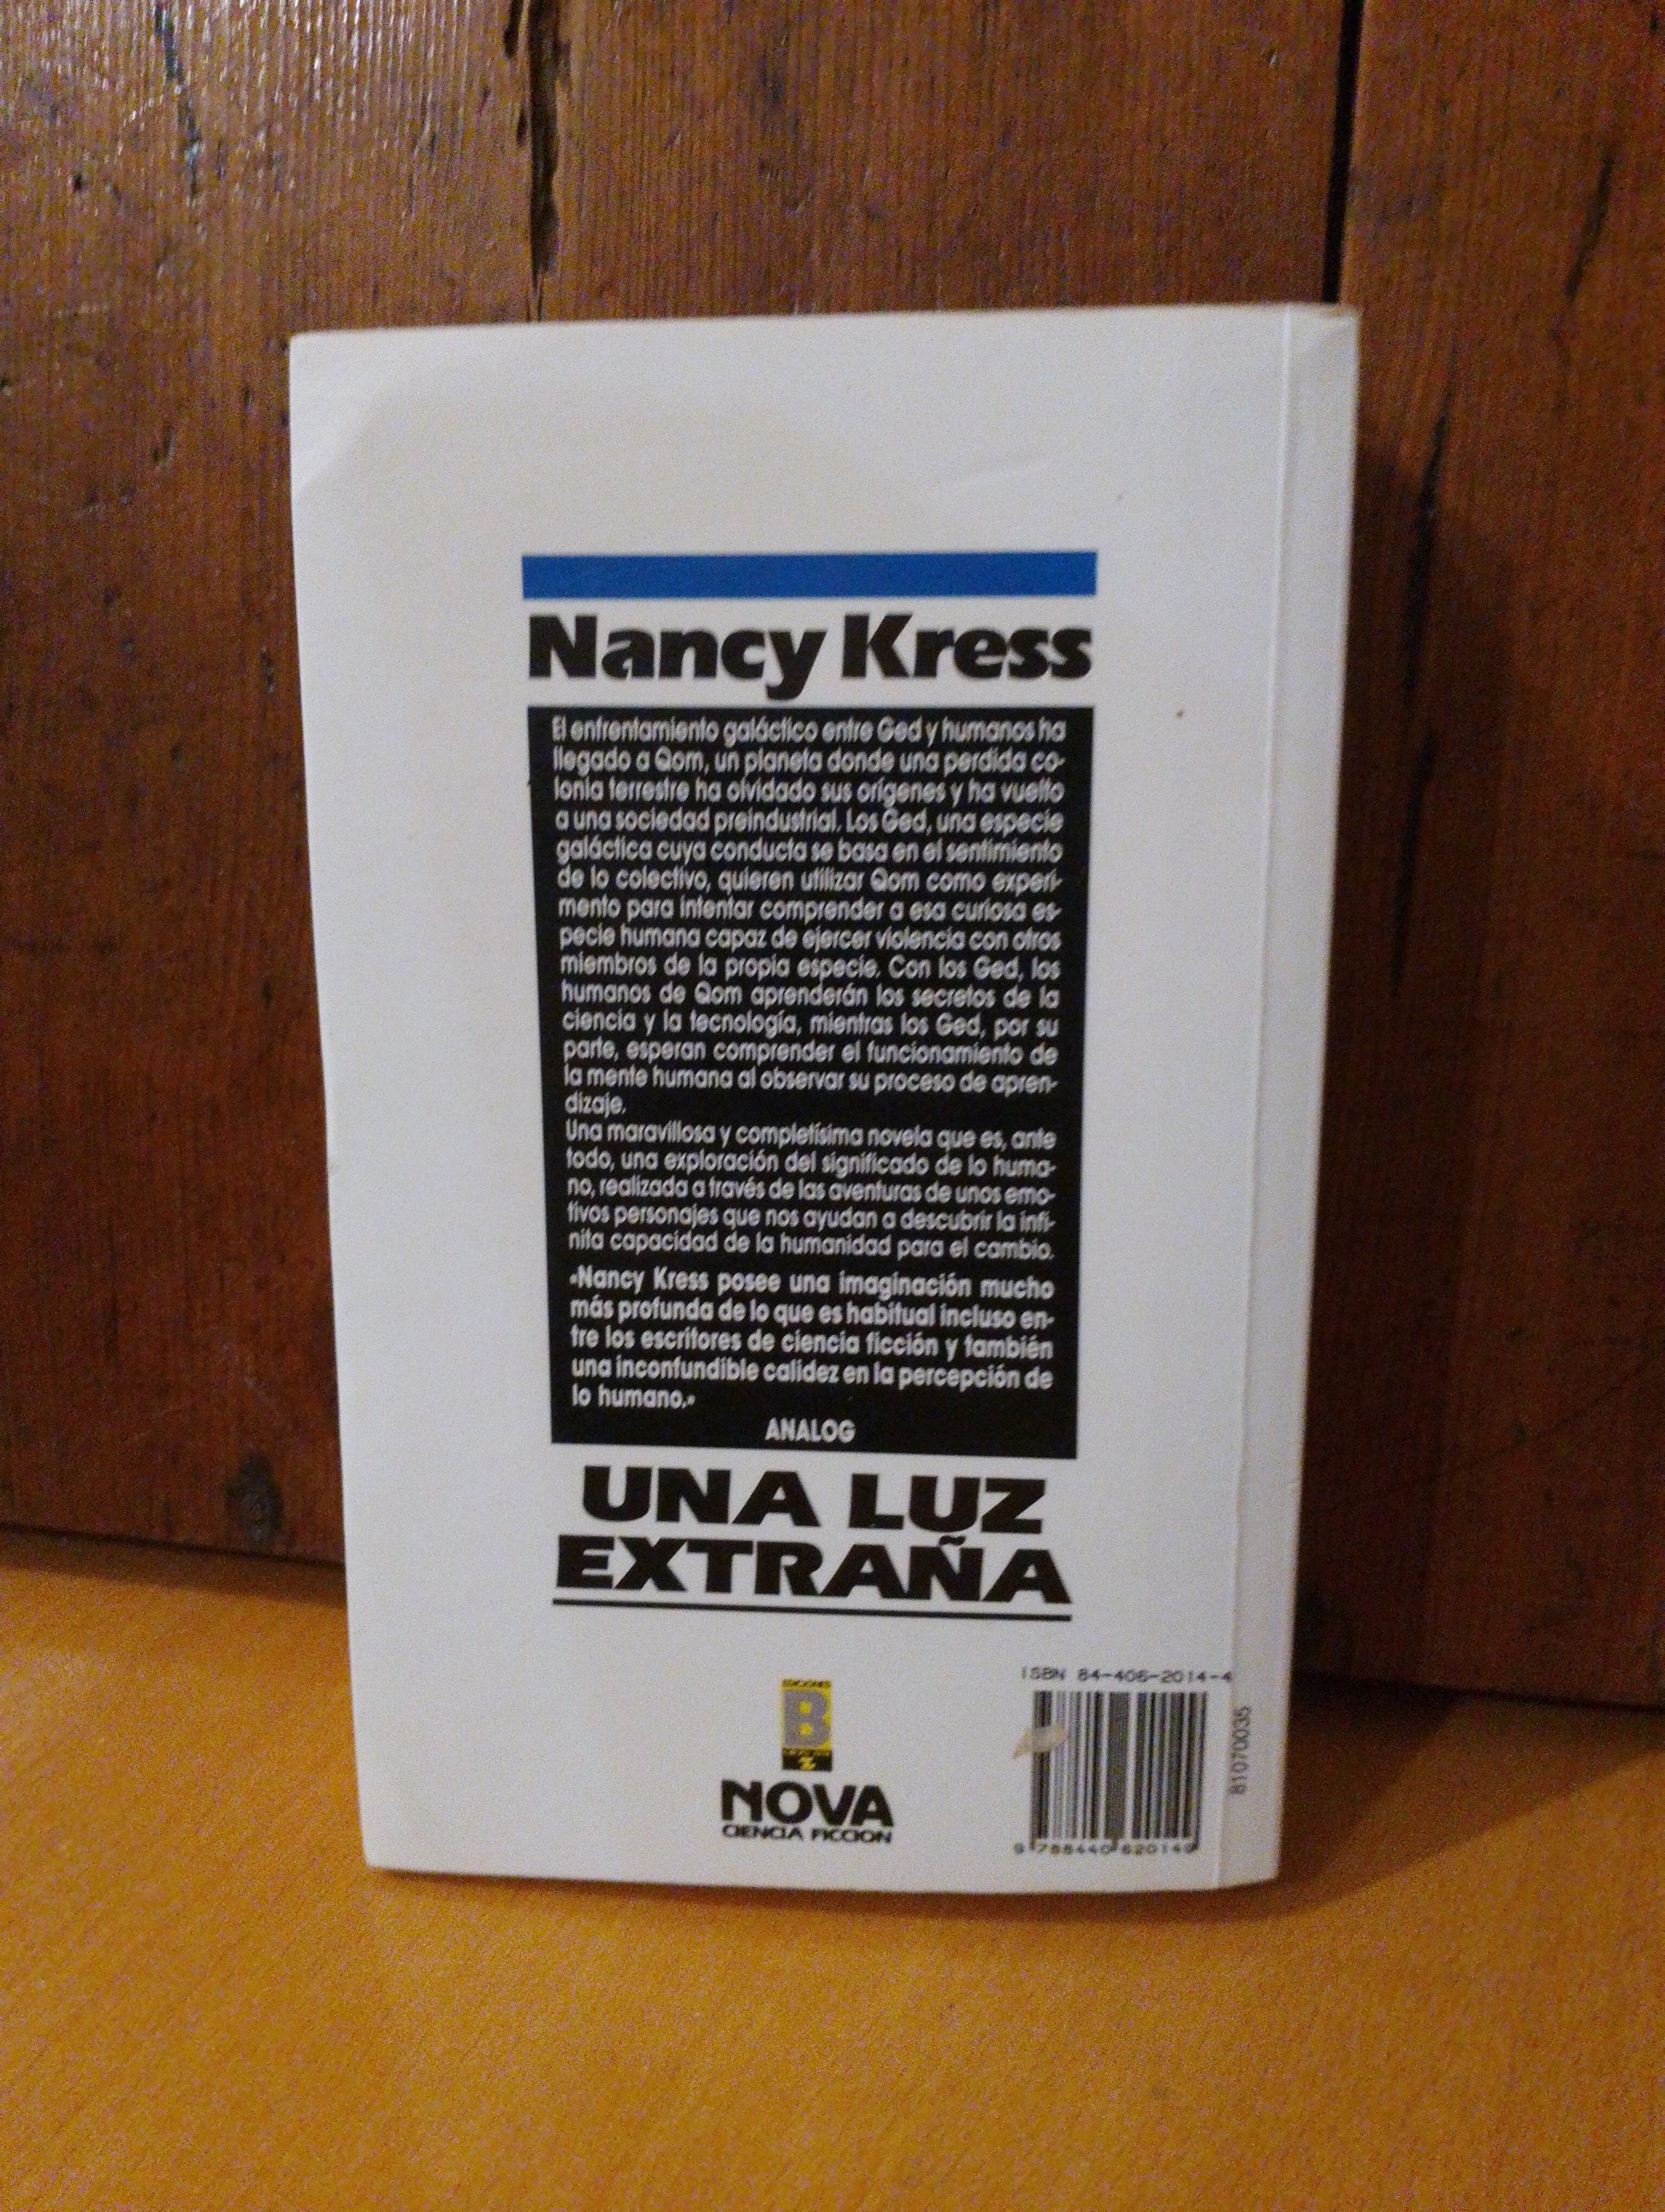 Nancy Kress
El enfrentamiento galáctico entre Ged y humanos ha
llegado a Qom, un planeta donde una perdida co-
lonia terrestre ha olvidado sus orígenes y ha vuelto
a una sociedad preindustrial. Los Ged, una especie
galáctica cuya conducta se basa en el sentimiento
de lo colectivo, quieren utilizar Qom como experi-
mento para intentar comprender a esa curiosa es-
pecie humana capaz de ejercer violencia con otros
miembros de la propia especie. Con los Ged, los
humanos de Qom aprenderán los secretos de la
ciencia y la tecnología, mientras los Ged, por su
parte, esperan comprender el funcionamiento de
la mente humana al observar su proceso de apren-
dizaje.
Una maravillosa y completísima novela que es, ante
todo, una exploración del significado de lo huma-
no, realizada a través de las aventuras de unos emo-
tivos personajes que nos ayudan a descubrir la infi-
nita capacidad de la humanidad para el cambio.
«Nancy Kress posee una imaginación mucho
más profunda de lo que es habitual incluso en-
tre los escritores de ciencia ficción y también
una inconfundible calidez en la percepción de
lo humano.»
ANALOG
UNA LUZ
EXTRAÑA
ISBN 84-406-2014-4
81070035
EDICIONES
B
NOVA
CIENCIA FICCION
9 788440 620149